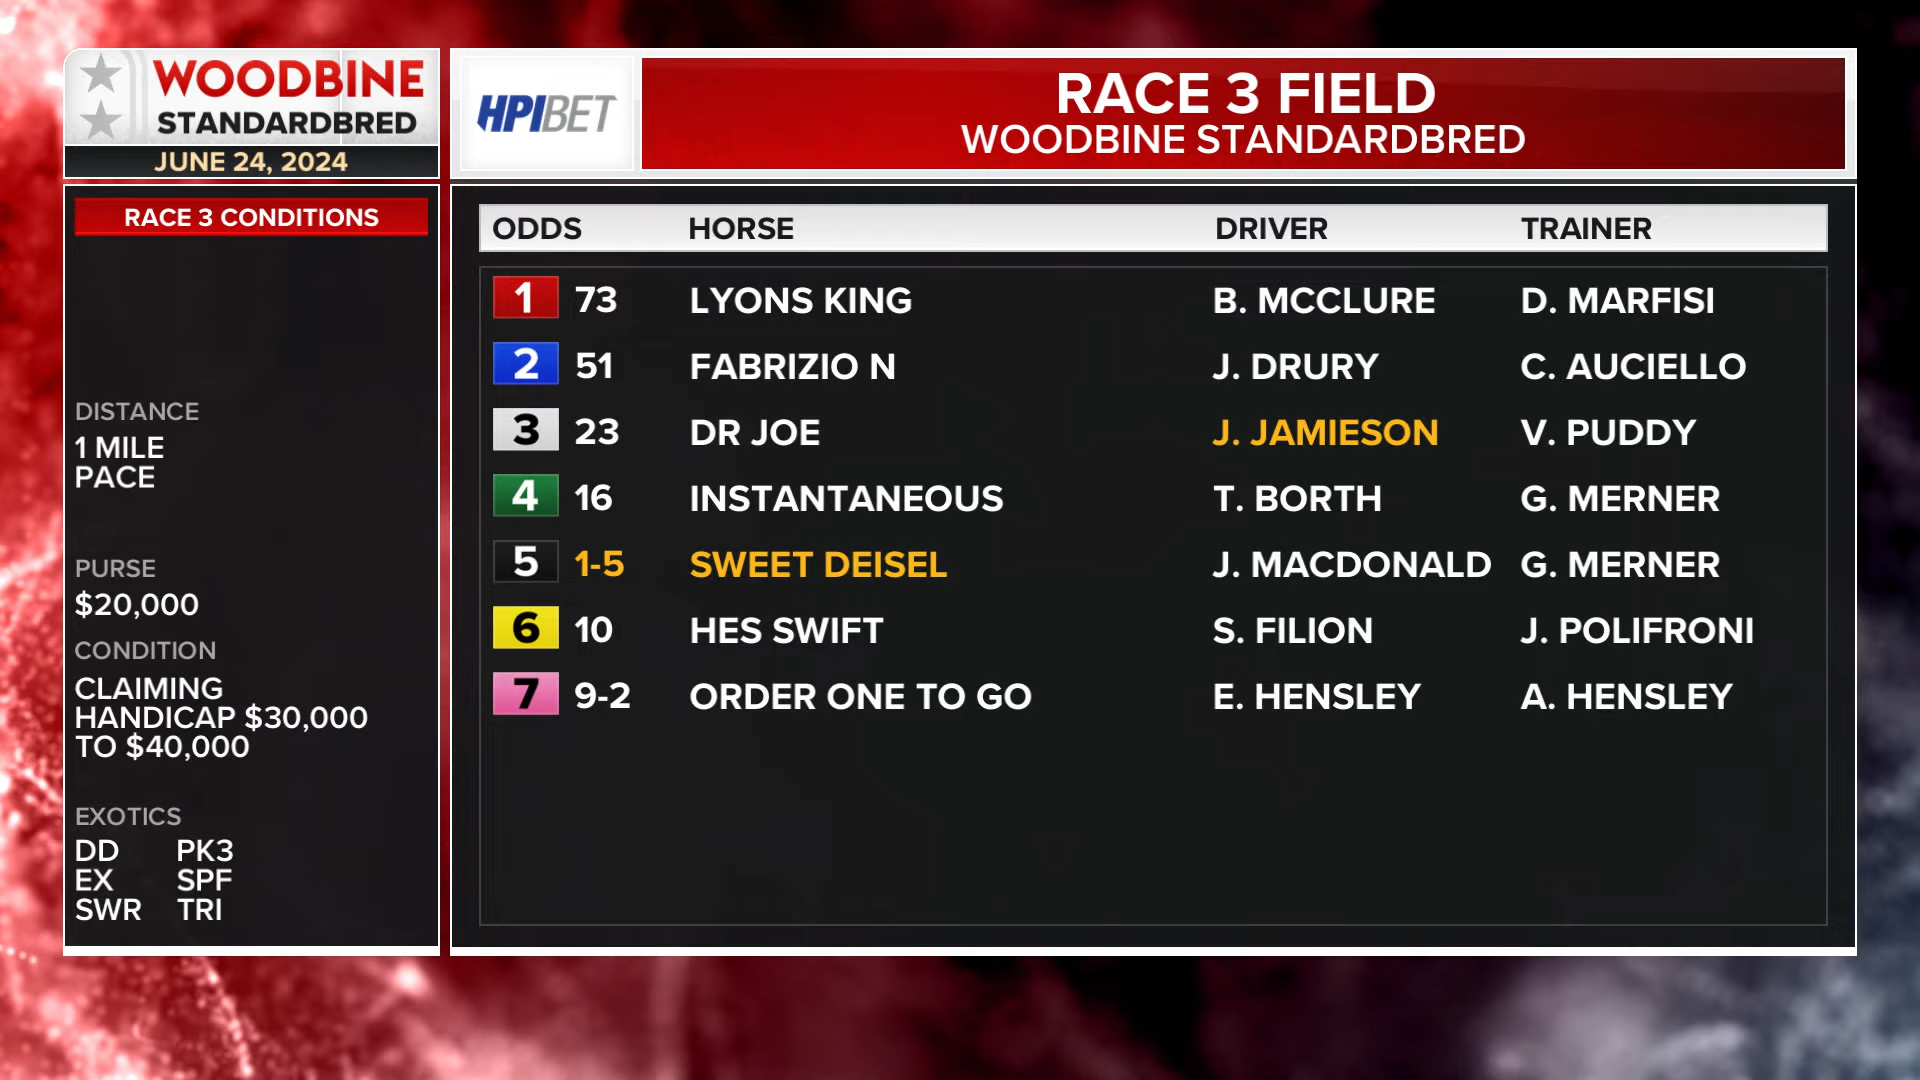 WOODBINE
STANDARDBRED
JUNE 24, 2024
HPIBET
RACE 3 FIELD
WOODBINE STANDARDBRED
RACE 3 CONDITIONS
DISTANCE
1 MILE
PACE
PURSE
$20,000
CONDITION
CLAIMING
HANDICAP $30,000
TO $40,000
EXOTICS
DD PK3
EX SPF
SWR TRI
ODDS HORSE DRIVER TRAINER
1 73 LYONS KING B. MCCLURE D. MARFISI
2 51 FABRIZIO N J. DRURY C. AUCIELLO
3 23 DR JOE J. JAMIESON V. PUDDY
4 16 INSTANTANEOUS T. BORTH G. MERNER
5 1-5 SWEET DEISEL J. MACDONALD G. MERNER
6 10 HES SWIFT S. FILION J. POLIFRONI
7 9-2 ORDER ONE TO GO E. HENSLEY A. HENSLEY